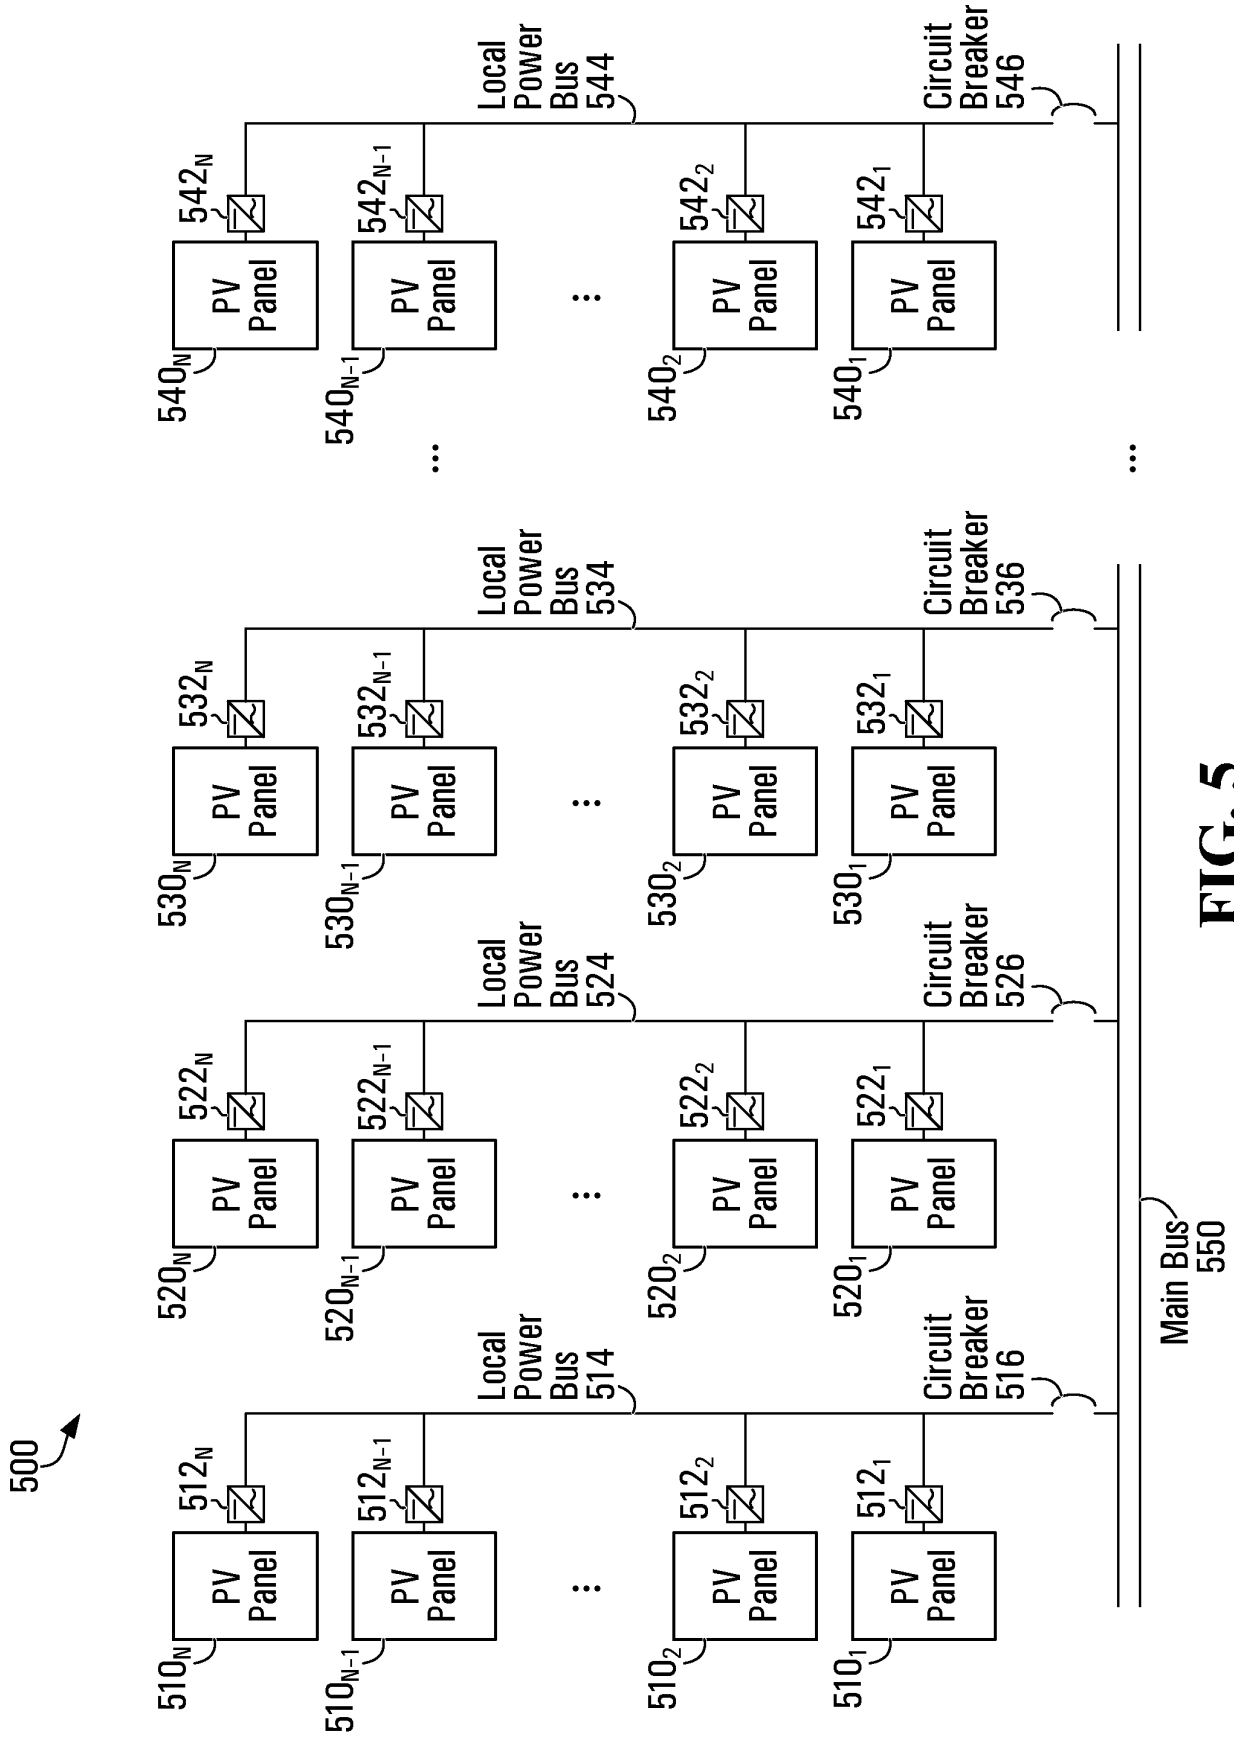 500
510N
PV
Panel
512N
510N-1
PV
Panel
512N-1
...
5102
PV
Panel
5122
5101
PV
Panel
5121
Local
Power
Bus
514
Circuit
Breaker
516
520N
PV
Panel
522N
520N-1
PV
Panel
522N-1
...
5202
PV
Panel
5222
5201
PV
Panel
5221
Local
Power
Bus
524
Circuit
Breaker
526
530N
PV
Panel
532N
530N-1
PV
Panel
532N-1
...
5302
PV
Panel
5322
5301
PV
Panel
5321
Local
Power
Bus
534
Circuit
Breaker
536
...
...
540N
PV
Panel
542N
540N-1
PV
Panel
542N-1
...
5402
PV
Panel
5422
5401
PV
Panel
5421
Local
Power
Bus
544
Circuit
Breaker
546
Main Bus
550
FIG. 5